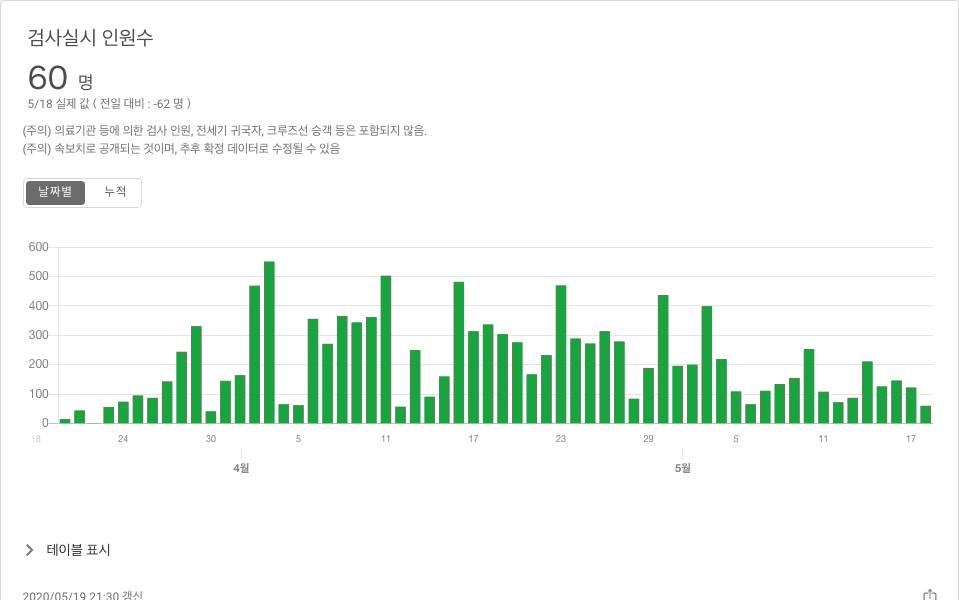 검사실시 인원수
60 명
5/18 실제 값 ( 전일 대비 : -62 명 )
(주의) 의료기관 등에 의한 검사 인원, 전세기 귀국자, 크루즈선 승객 등은 포함되지 않음.
(주의) 속보치로 공개되는 것이며, 추후 확정 데이터로 수정될 수 있음
날짜별 누적
600
500
400
300
200
100
0
18 24 30 5 11 17 23 29 5 11 17
4월 5월
테이블 표시
2020/05/19 21:30 갱신